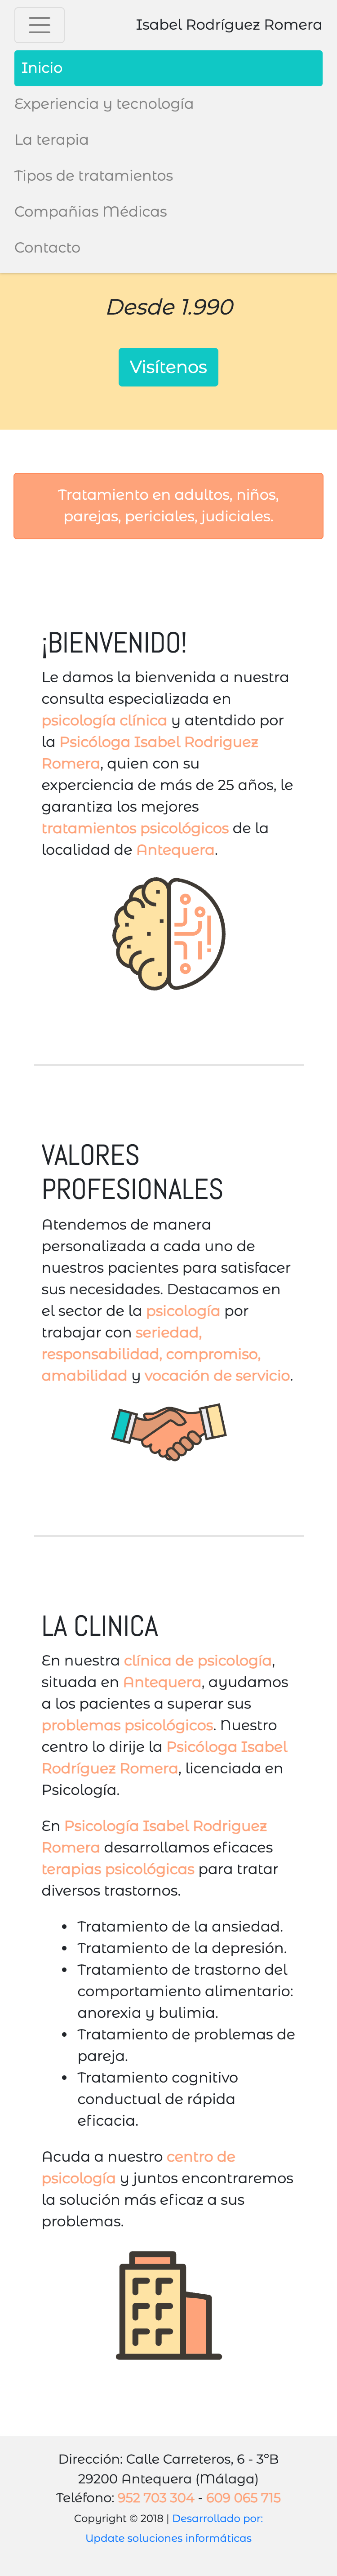 Isabel Rodríguez Romera
Inicio
Experiencia y tecnología
La terapia
Tipos de tratamientos
Compañias Médicas
Contacto
Desde 1.990
Visítenos
Tratamiento en adultos, niños,
parejas, periciales, judiciales.
¡BIENVENIDO!
Le damos la bienvenida a nuestra
consulta especializada en
psicología clínica y atentdido por
la Psicóloga Isabel Rodriguez
Romera, quien con su
experciencia de más de 25 años, le
garantiza los mejores
tratamientos psicológicos de la
localidad de Antequera.
VALORES
PROFESIONALES
Atendemos de manera
personalizada a cada uno de
nuestros pacientes para satisfacer
sus necesidades. Destacamos en
el sector de la psicología por
trabajar con seriedad,
responsabilidad, compromiso,
amabilidad y vocación de servicio.
LA CLINICA
En nuestra clínica de psicología,
situada en Antequera, ayudamos
a los pacientes a superar sus
problemas psicológicos. Nuestro
centro lo dirije la Psicóloga Isabel
Rodríguez Romera, licenciada en
Psicología.
En Psicología Isabel Rodriguez
Romera desarrollamos eficaces
terapias psicológicas para tratar
diversos trastornos.
• Tratamiento de la ansiedad.
• Tratamiento de la depresión.
• Tratamiento de trastorno del
comportamiento alimentario:
anorexia y bulimia.
• Tratamiento de problemas de
pareja.
• Tratamiento cognitivo
conductual de rápida
eficacia.
Acuda a nuestro centro de
psicología y juntos encontraremos
la solución más eficaz a sus
problemas.
Dirección: Calle Carreteros, 6 - 3ºB
29200 Antequera (Málaga)
Teléfono: 952 703 304 - 609 065 715
Copyright © 2018 | Desarrollado por:
Update soluciones informáticas